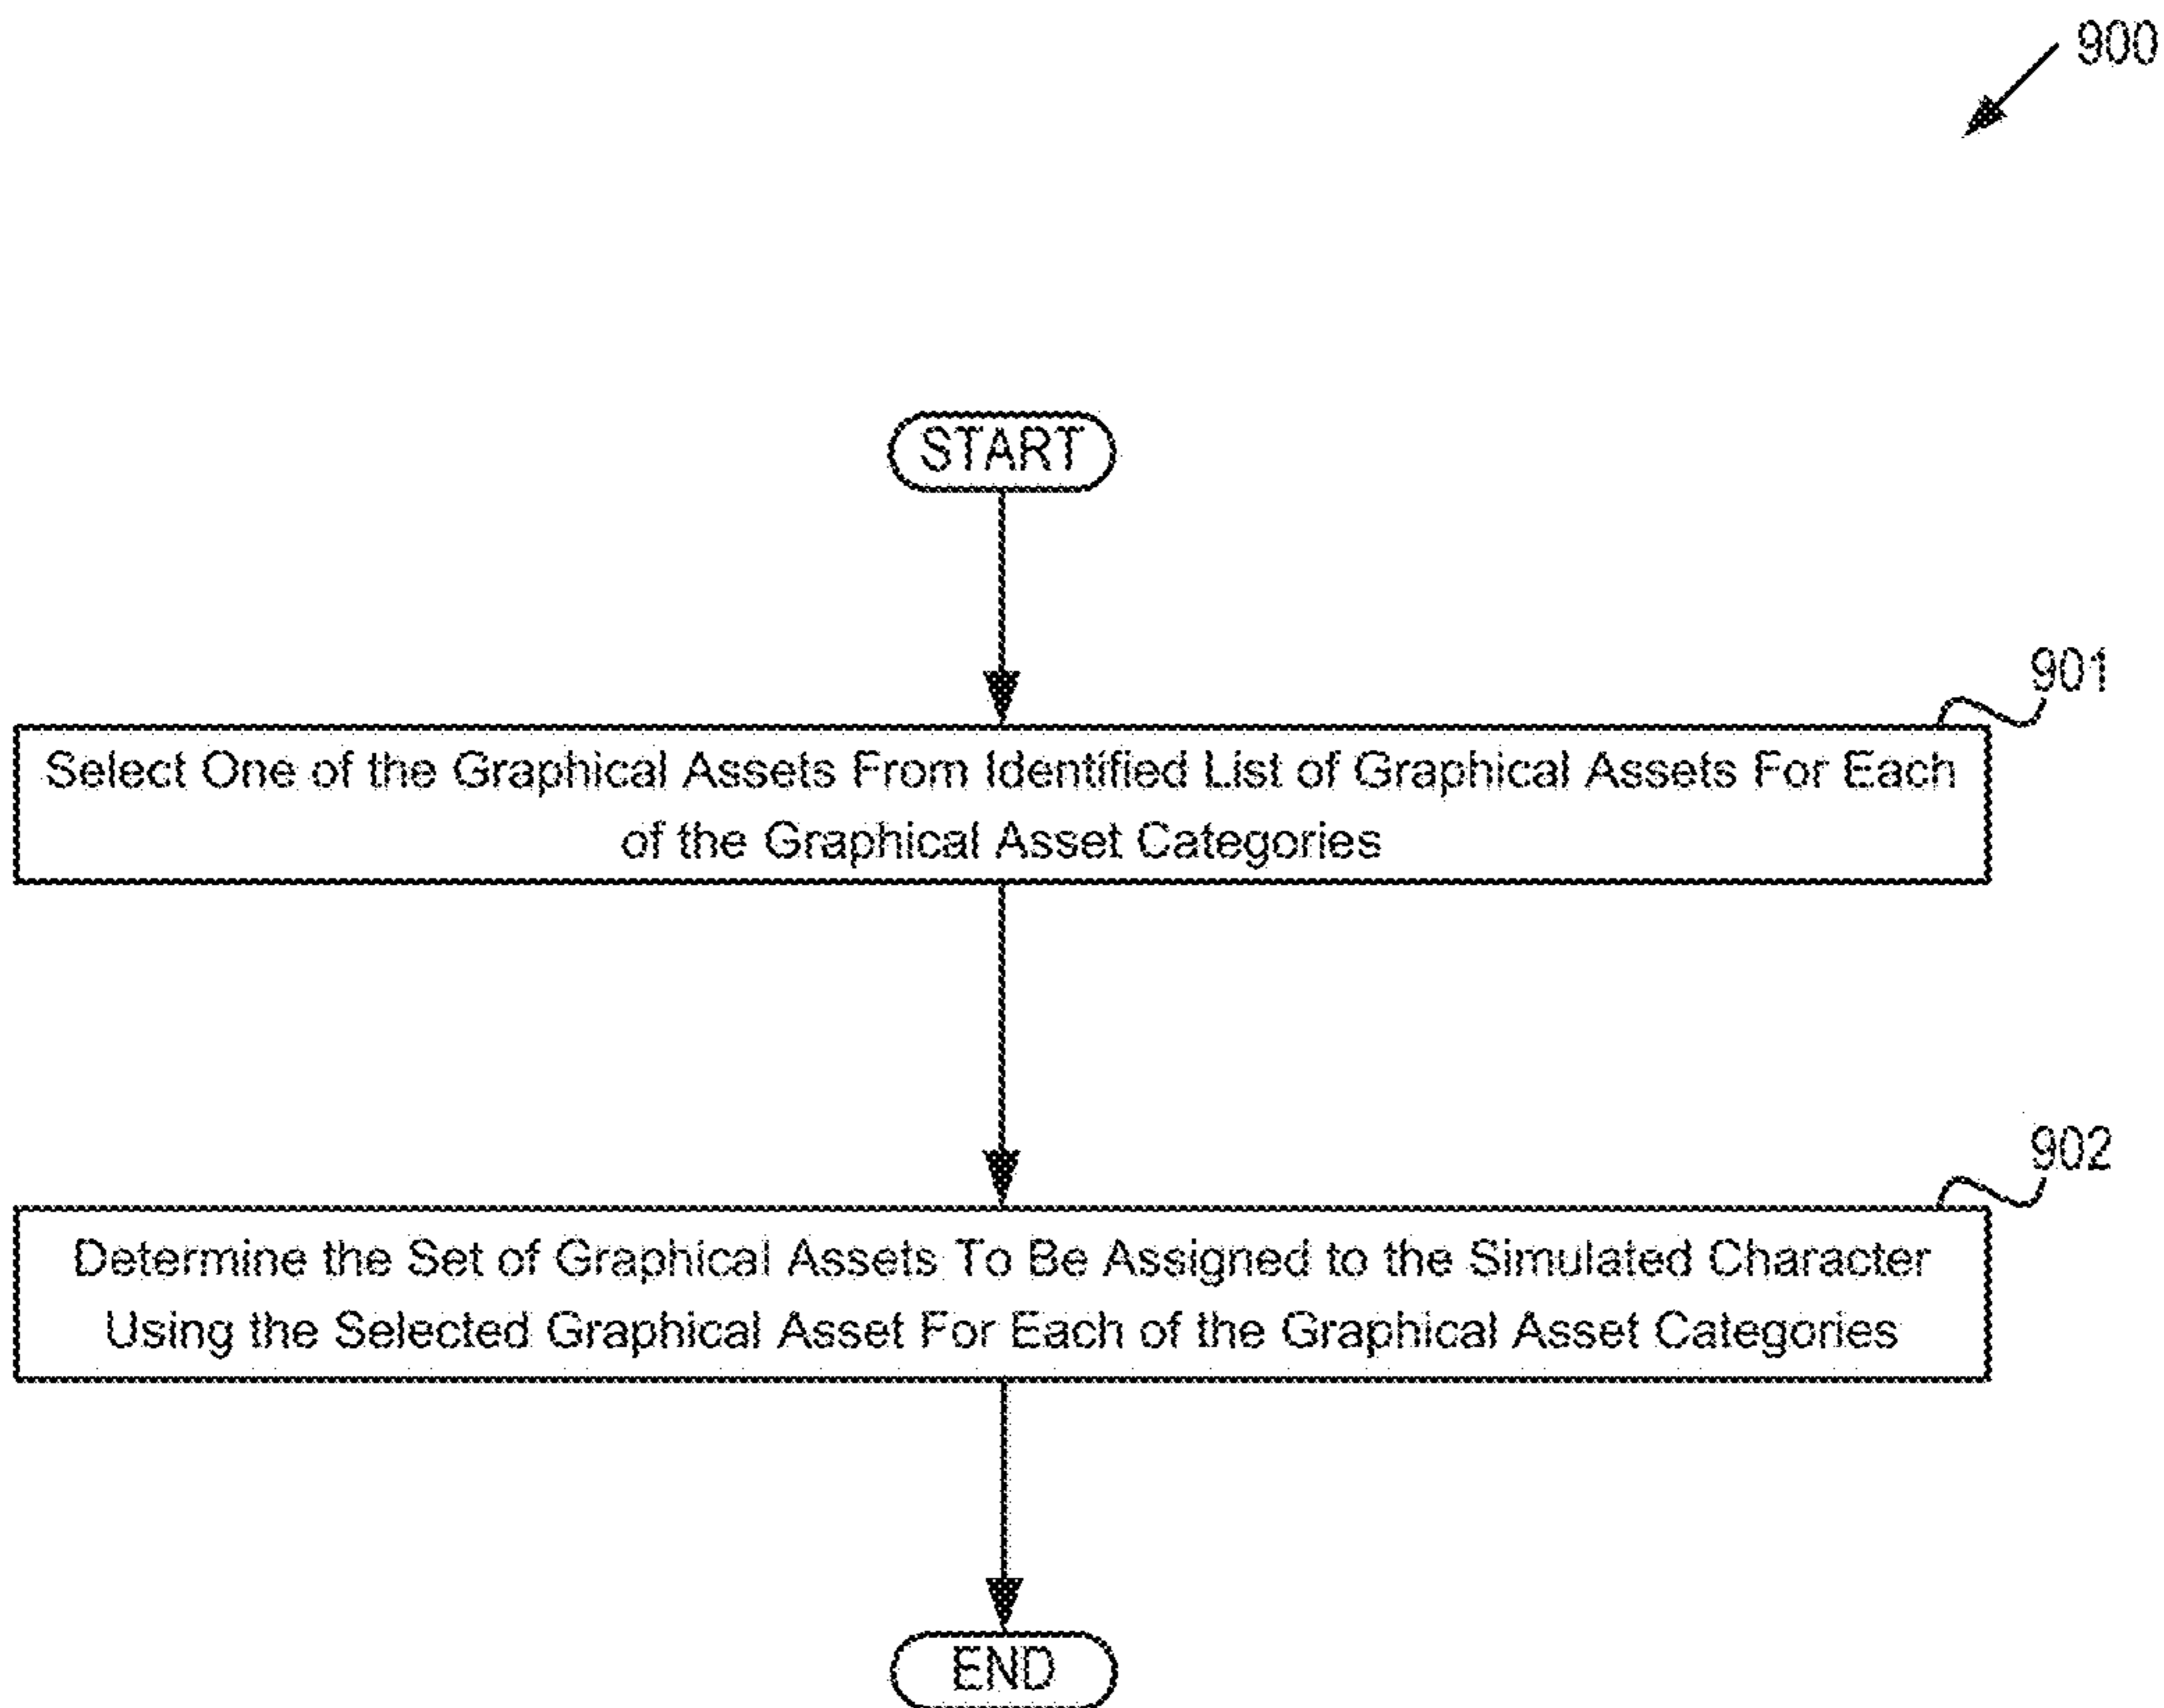 900
START
901
Select One of the Graphical Assets From Identified List of Graphical Assets For Each
of the Graphical Asset Categories
902
Determine the Set of Graphical Assets To Be Assigned to the Simulated Character
Using the Selected Graphical Asset For Each of the Graphical Asset Categories
END